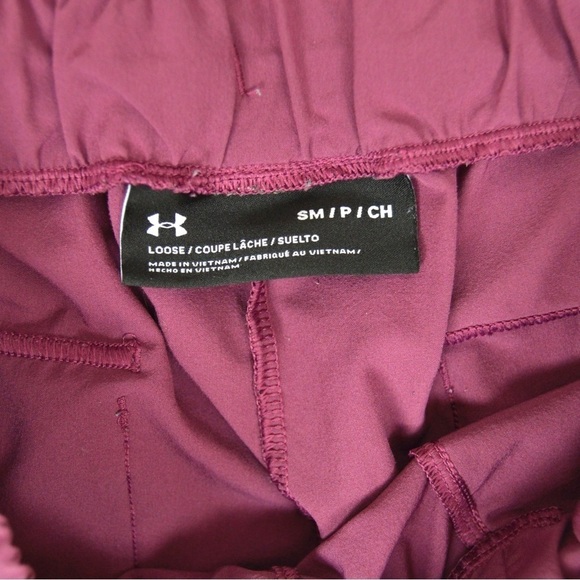 SM / P / CH
LOOSE / COUPE LÂCHE / SUELTO
MADE IN VIETNAM / FABRIQUÉ AU VIETNAM /
HECHO EN VIETNAM